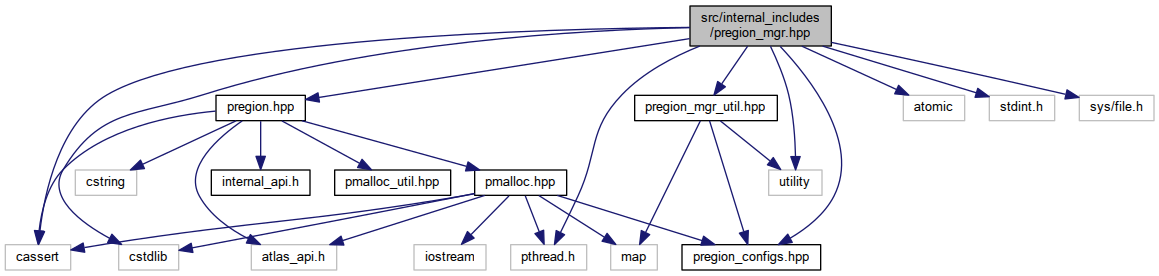 src/internal_includes
/pregion_mgr.hpp
pregion.hpp
pregion_mgr_util.hpp
atomic
stdint.h
sys/file.h
cstring
internal_api.h
pmalloc_util.hpp
pmalloc.hpp
utility
cassert
cstdlib
atlas_api.h
iostream
pthread.h
map
pregion_configs.hpp